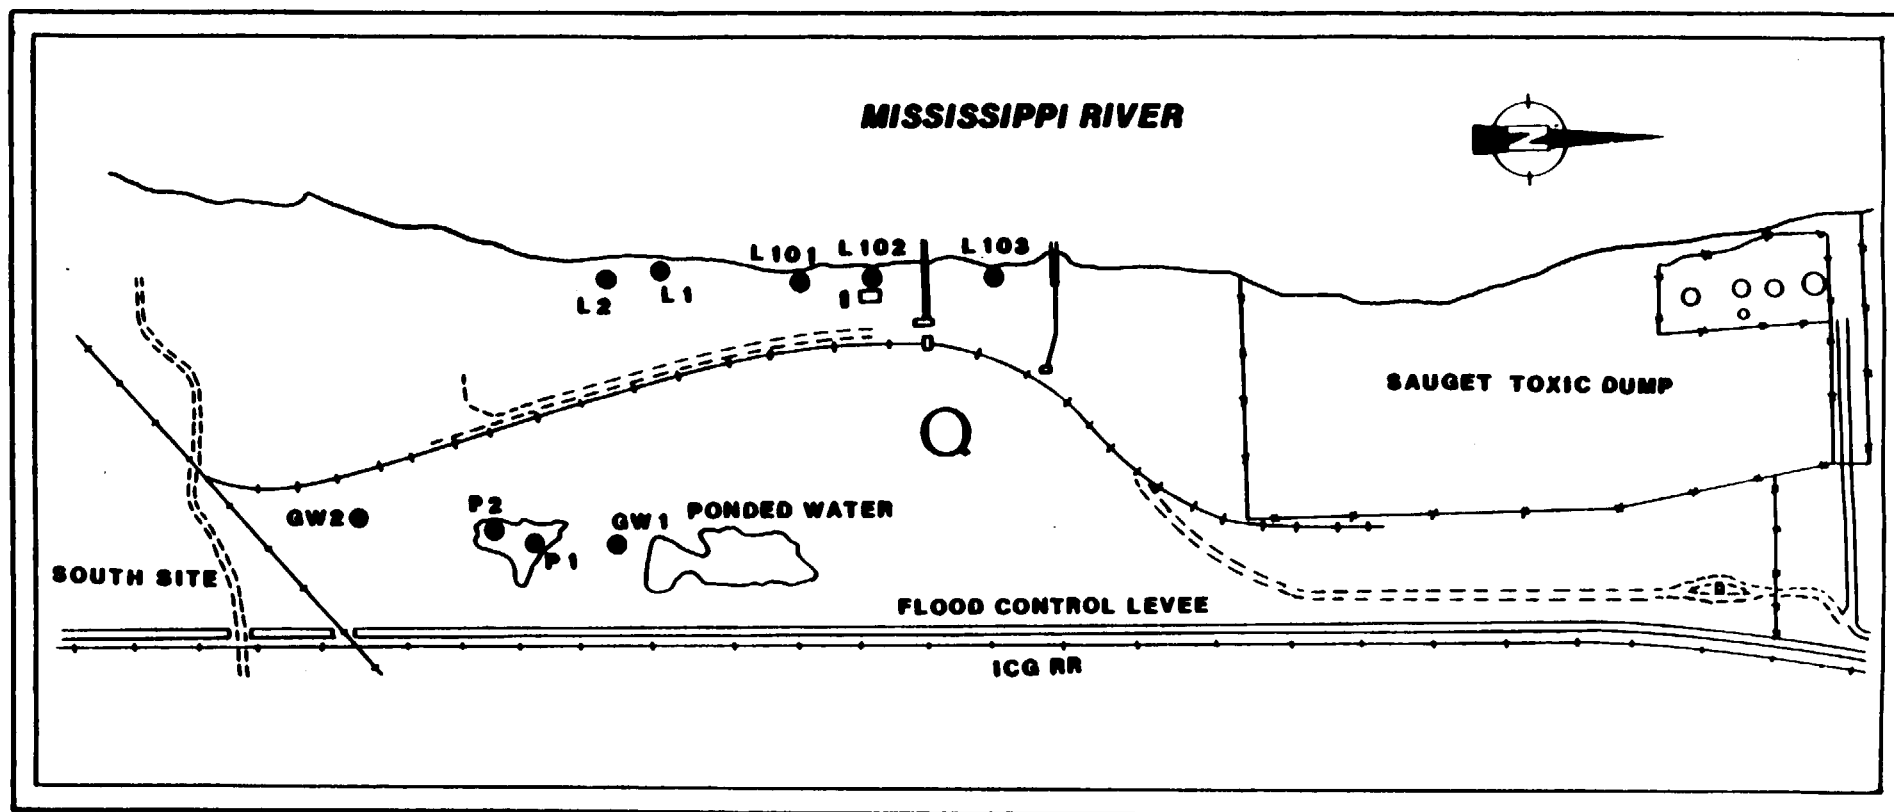 MISSISSIPPI RIVER
N
L101
L102
L103
L2
L1
SAUGET TOXIC DUMP
Q
P2
GW2
GW1
PONDED WATER
P1
SOUTH SITE
FLOOD CONTROL LEVEE
ICG RR